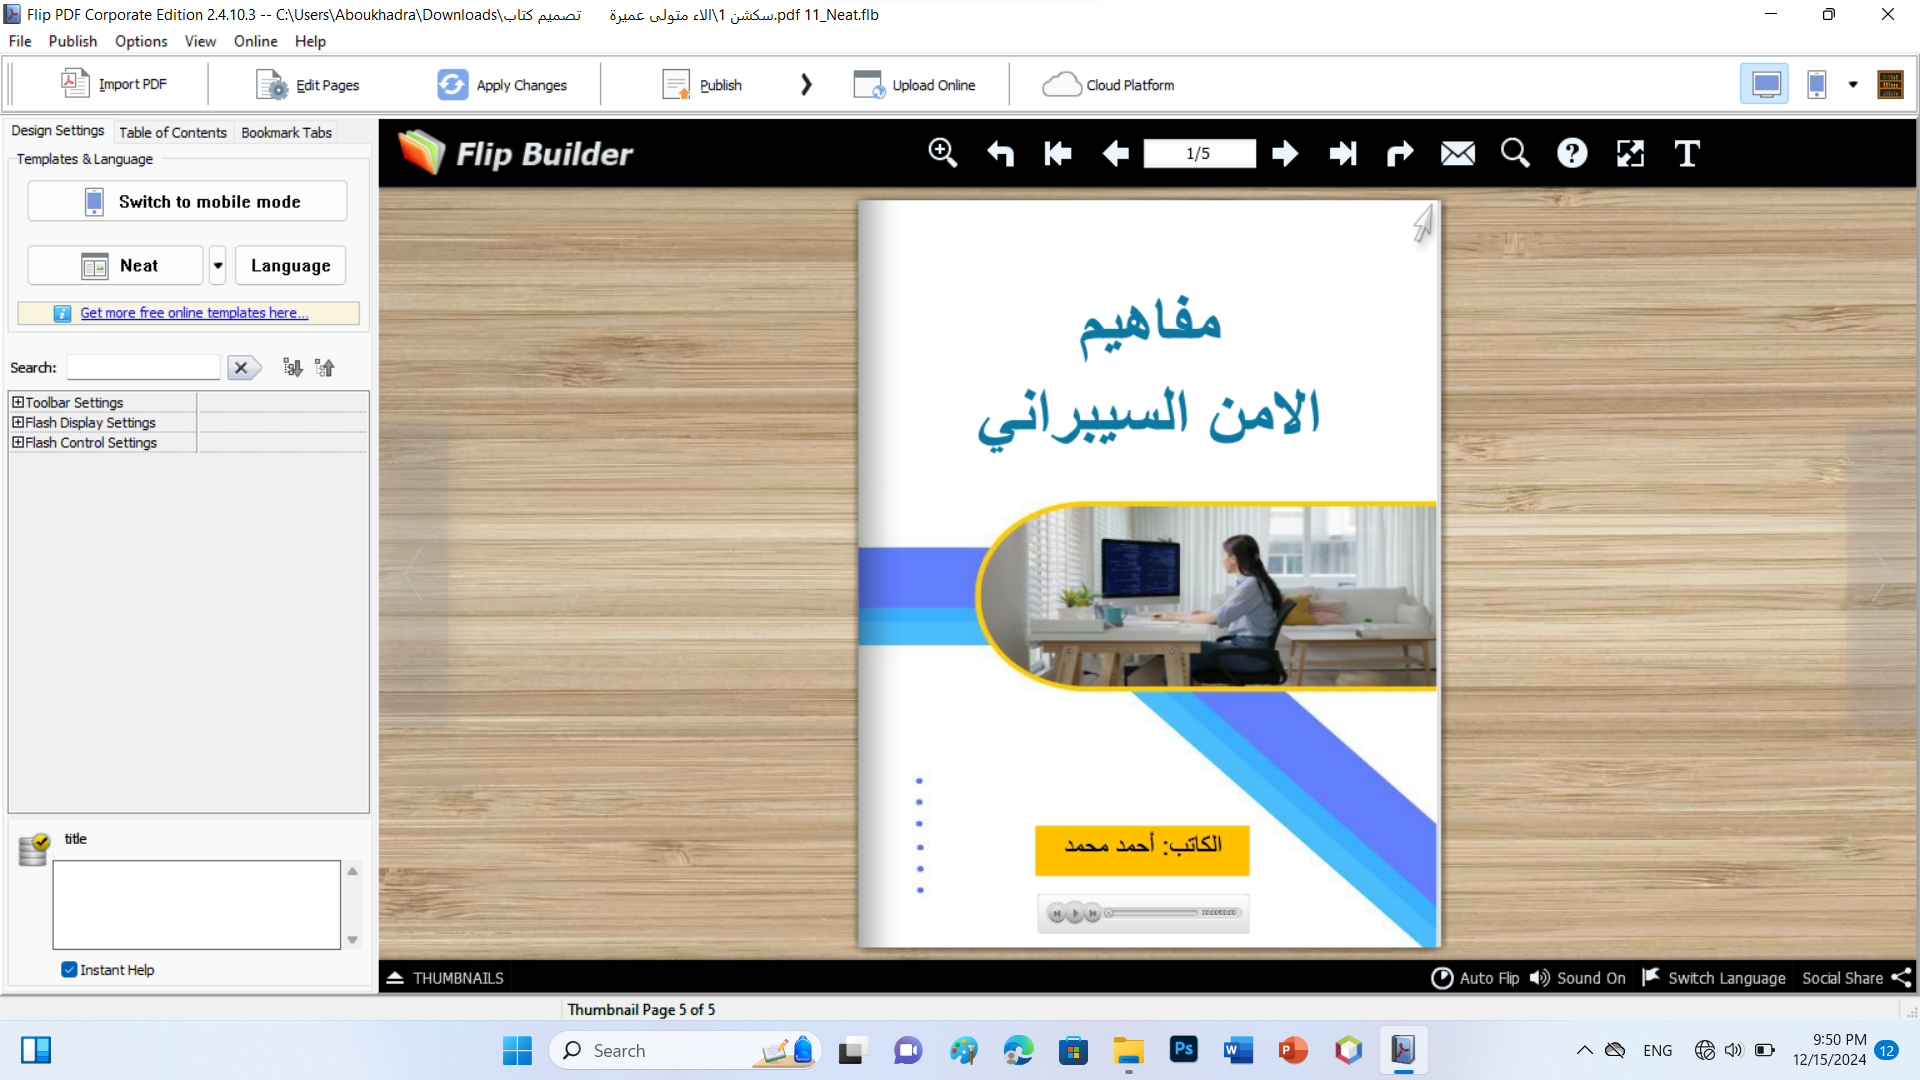 Flip PDF Corporate Edition 2.4.10.3 -- C:\Users\Aboukhadra\Downloads\تصميم كتاب سكشن 1\الاء متولى عميرة.pdf 11_Neat.flb
File Publish Options View Online Help
Import PDF Edit Pages Apply Changes Publish Upload Online Cloud Platform
Design Settings Table of Contents Bookmark Tabs
Templates & Language
Switch to mobile mode
Neat Language
Get more free online templates here...
Search:
Toolbar Settings
Flash Display Settings
Flash Control Settings
title
Instant Help
Flip Builder
1/5
مفاهيم
الامن السيبراني
الكاتب: أحمد محمد
00:00/00:00
THUMBNAILS Auto Flip Sound On Switch Language Social Share
Thumbnail Page 5 of 5
Search
Ps
ENG
9:50 PM
12/15/2024
12